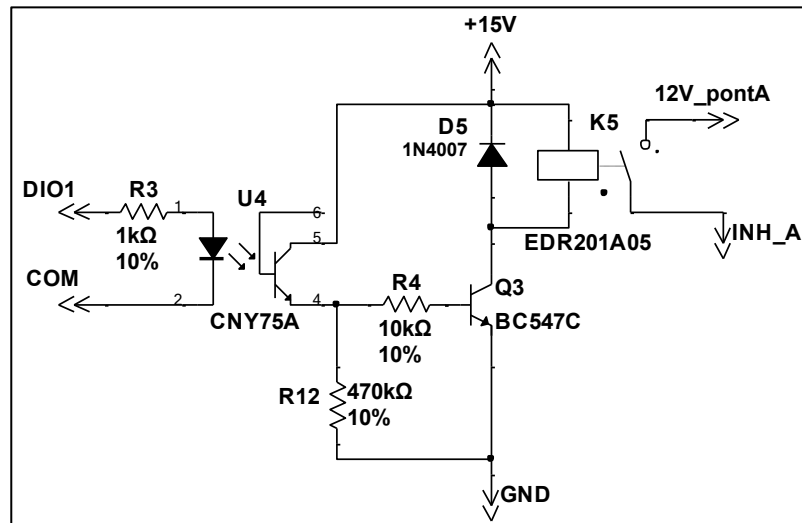 +15V
12V_pontA
D5
1N4007
K5
DIO1
R3
1
U4
6
5
1kΩ
10%
EDR201A05
INH_A
COM
2
4
R4
Q3
CNY75A
10kΩ
10%
BC547C
R12
470kΩ
10%
GND